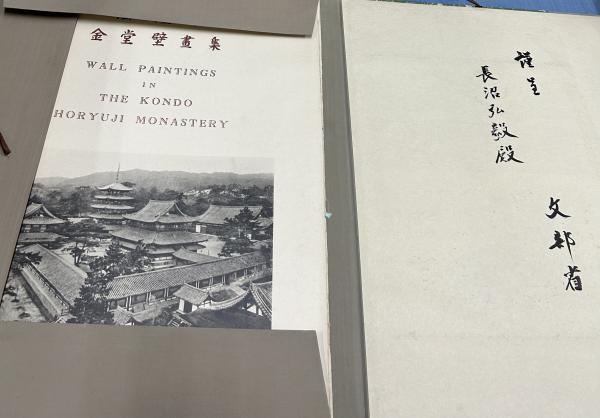 金堂壁畫集
WALL PAINTINGS
IN
THE KONDO
HORYUJI MONASTERY
謹呈
長沼弘毅殿
文部省